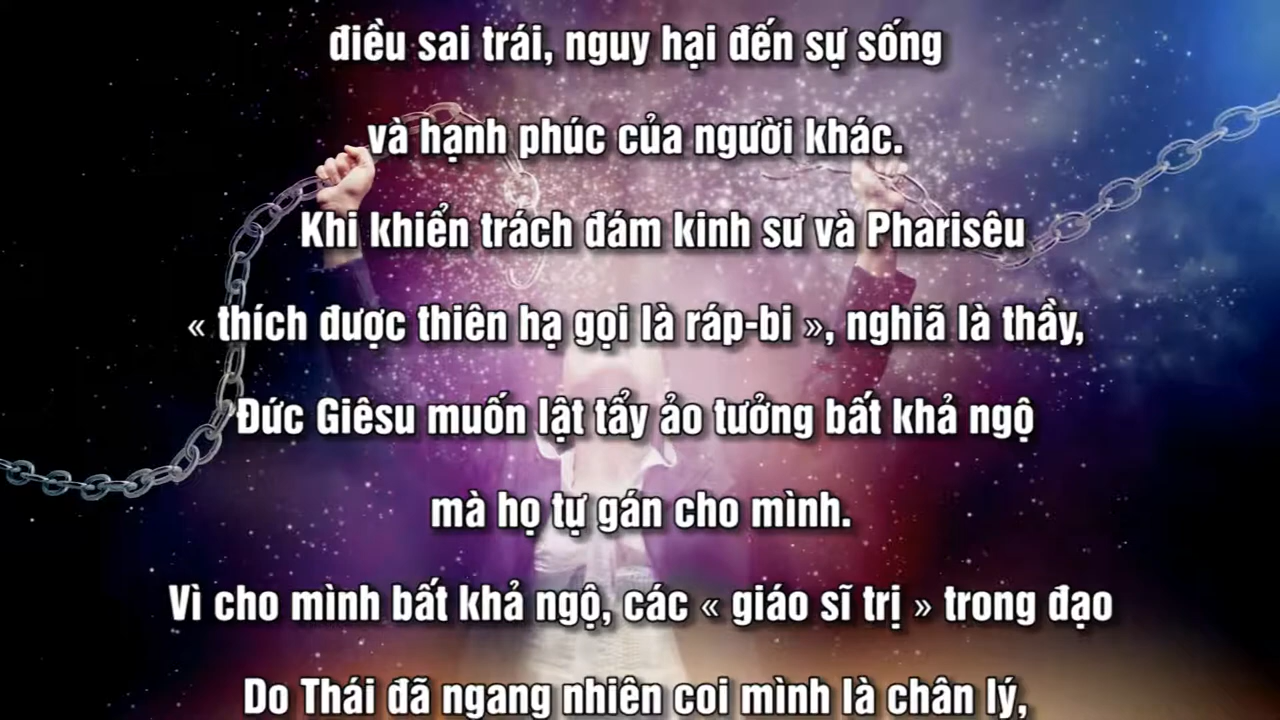 điều sai trái, nguy hại đến sự sống
và hạnh phúc của người khác.
Khi khiển trách đám kinh sư và Pharisêu
« thích được thiên hạ gọi là ráp-bi », nghiã là thầy,
Đức Giêsu muốn lật tẩy ảo tưởng bất khả ngộ
mà họ tự gán cho mình.
Vì cho mình bất khả ngộ, các « giáo sĩ trị » trong đạo
Do Thái đã ngang nhiên coi mình là chân lý,